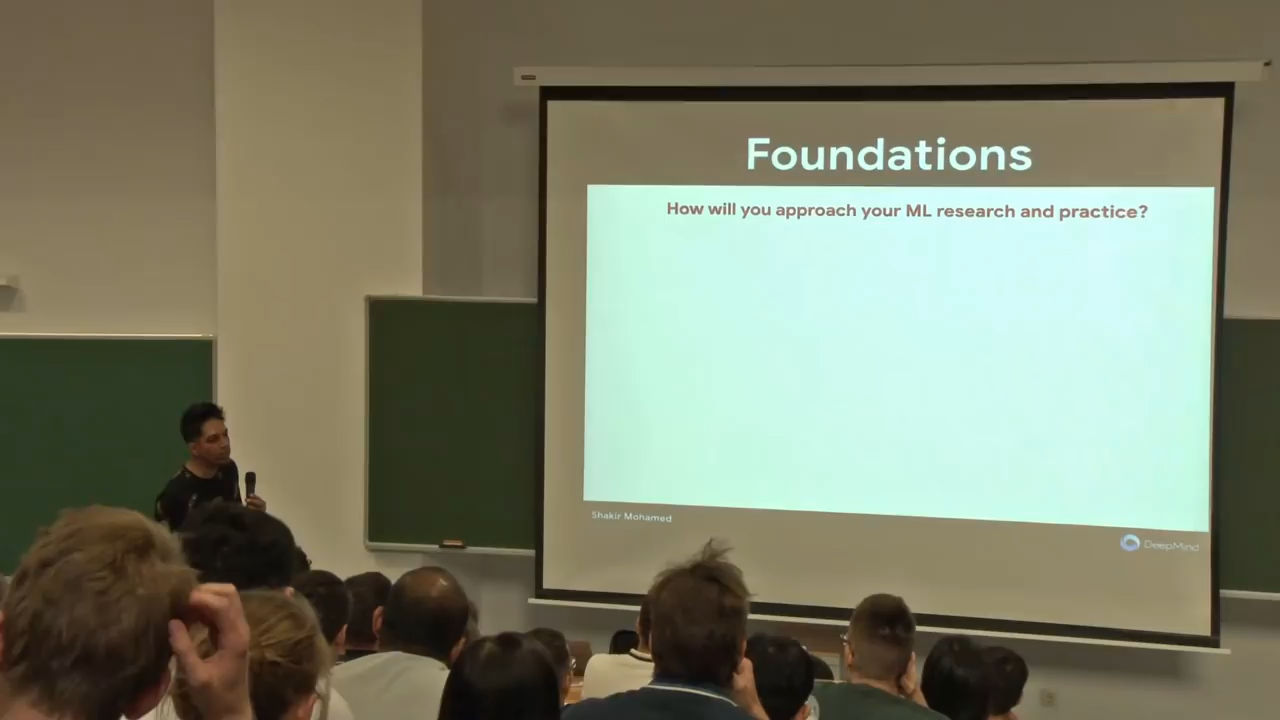 Foundations
How will you approach your ML research and practice?
Shakir Mohamed
DeepMind